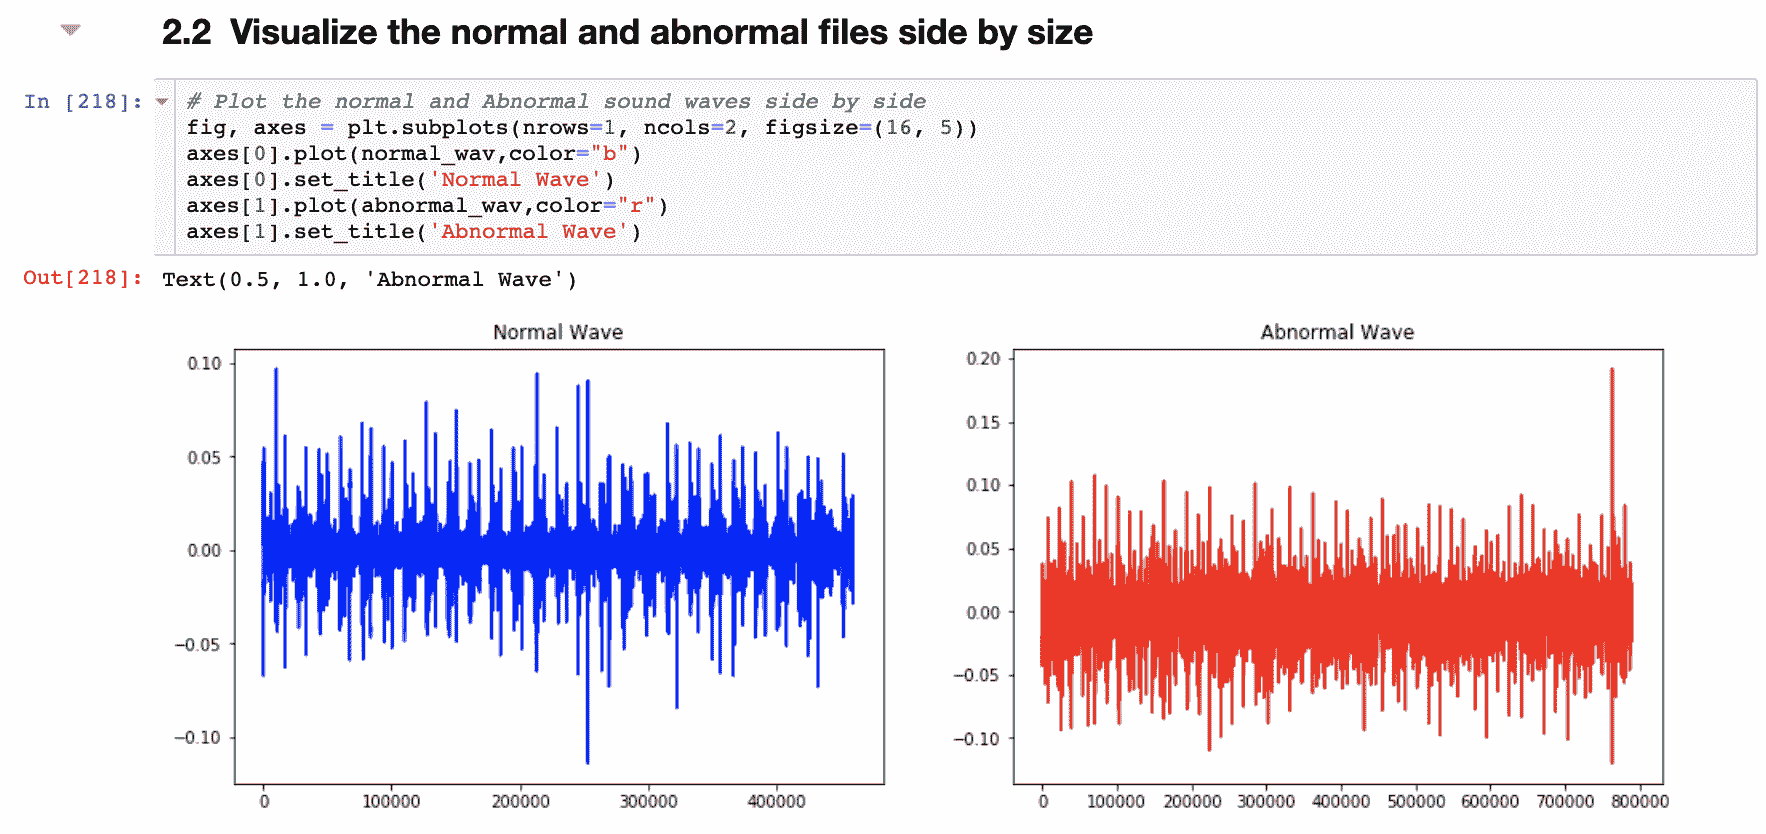 2.2 Visualize the normal and abnormal files side by size
In [218]:
# Plot the normal and Abnormal sound waves side by side
fig, axes = plt.subplots(nrows=1, ncols=2, figsize=(16, 5))
axes[0].plot(normal_wav,color="b")
axes[0].set_title('Normal Wave')
axes[1].plot(abnormal_wav,color="r")
axes[1].set_title('Abnormal Wave')
Out[218]: Text(0.5, 1.0, 'Abnormal Wave')
Normal Wave
0.10
0.05
0.00
−0.05
−0.10
0 100000 200000 300000 400000
Abnormal Wave
0.20
0.15
0.10
0.05
0.00
−0.05
−0.10
0 100000 200000 300000 400000 500000 600000 700000 800000